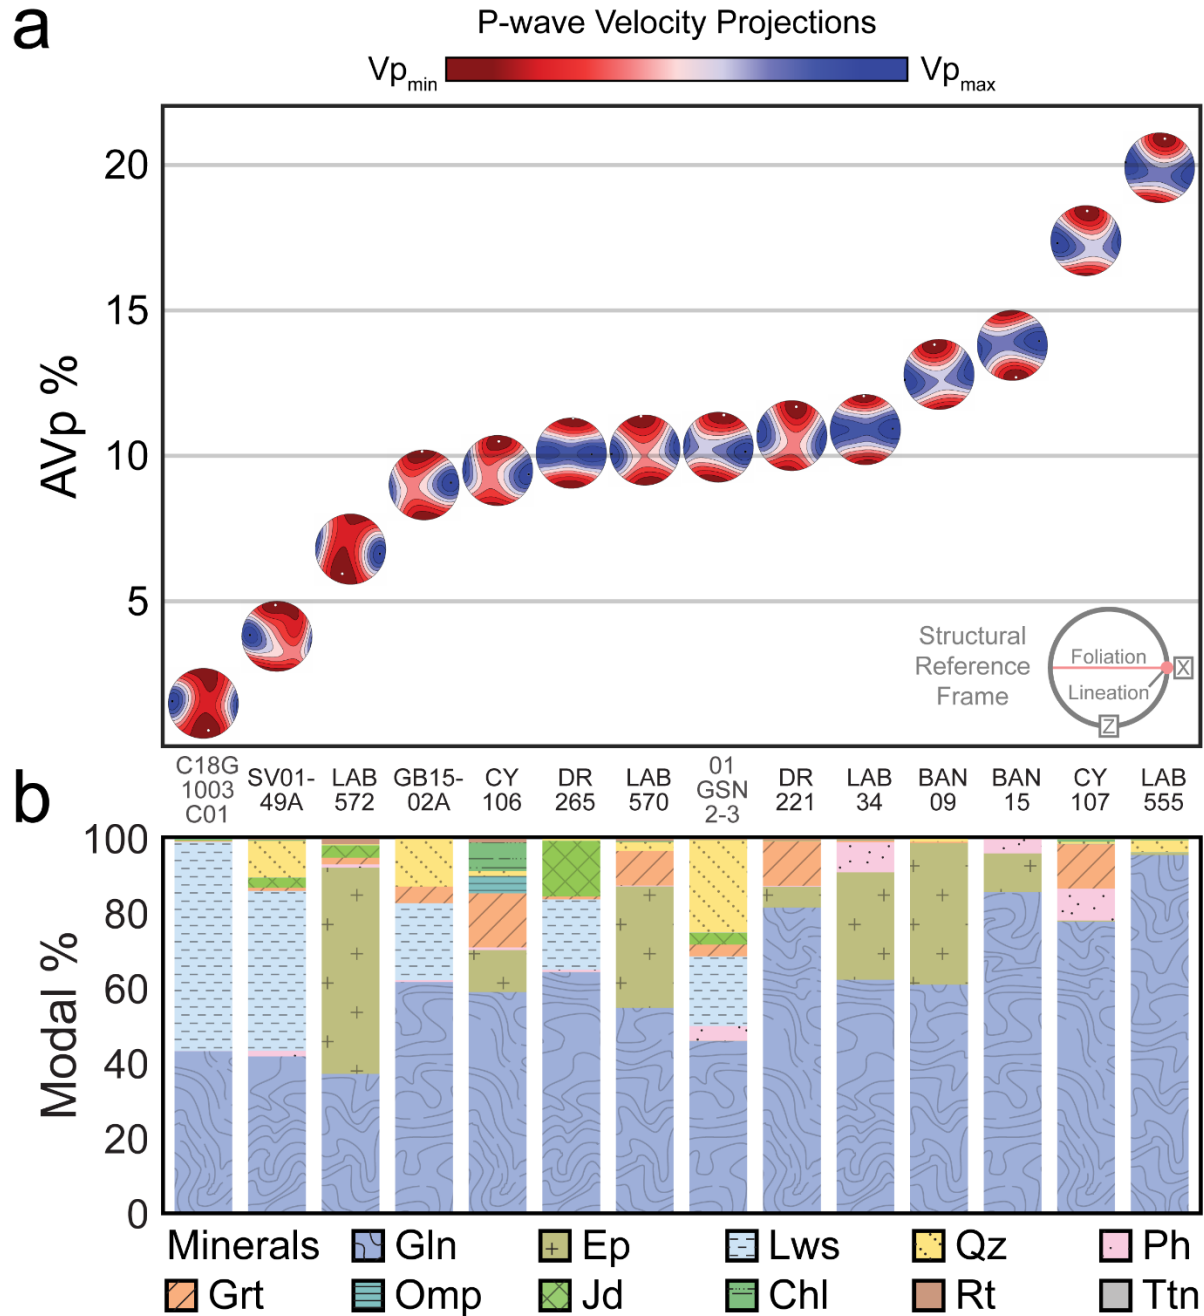 a
P-wave Velocity Projections
Vpmin Vpmax
AVp %
20
15
10
5
Structural
Reference
Frame
Foliation
Lineation
X
Z
b
C18G
1003
C01
SV01-
49A
LAB
572
GB15-
02A
CY
106
DR
265
LAB
570
01
GSN
2-3
DR
221
LAB
34
BAN
09
BAN
15
CY
107
LAB
555
Modal %
100
80
60
40
20
0
Minerals Gln Ep Lws Qz Ph
Grt Omp Jd Chl Rt Ttn